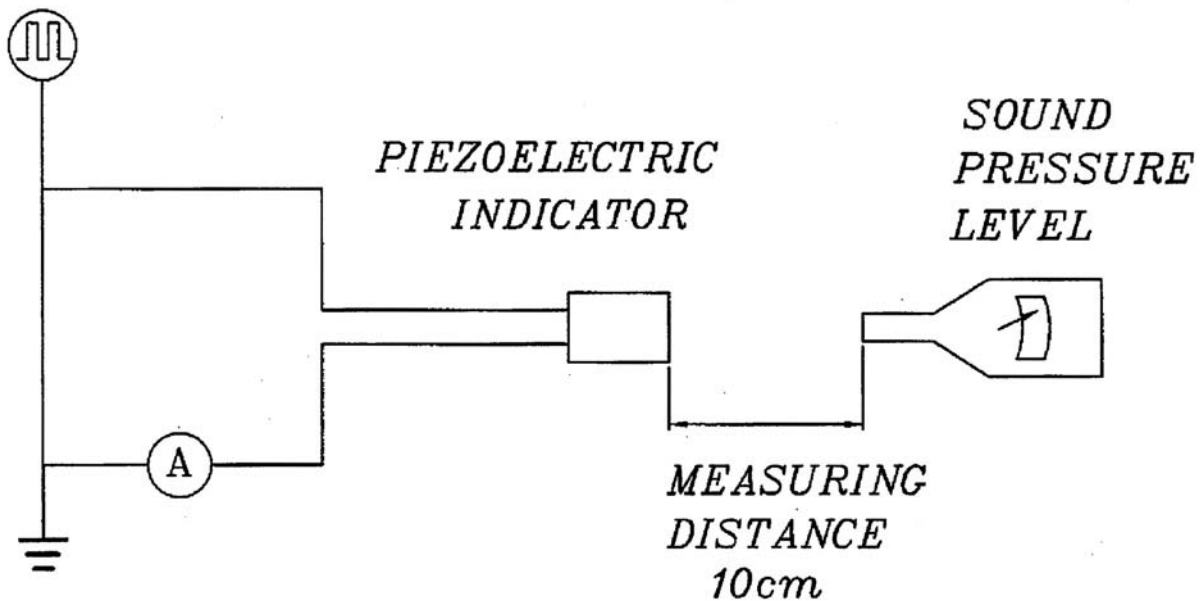 PIEZOELECTRIC
INDICATOR
SOUND
PRESSURE
LEVEL
A
MEASURING
DISTANCE
10cm